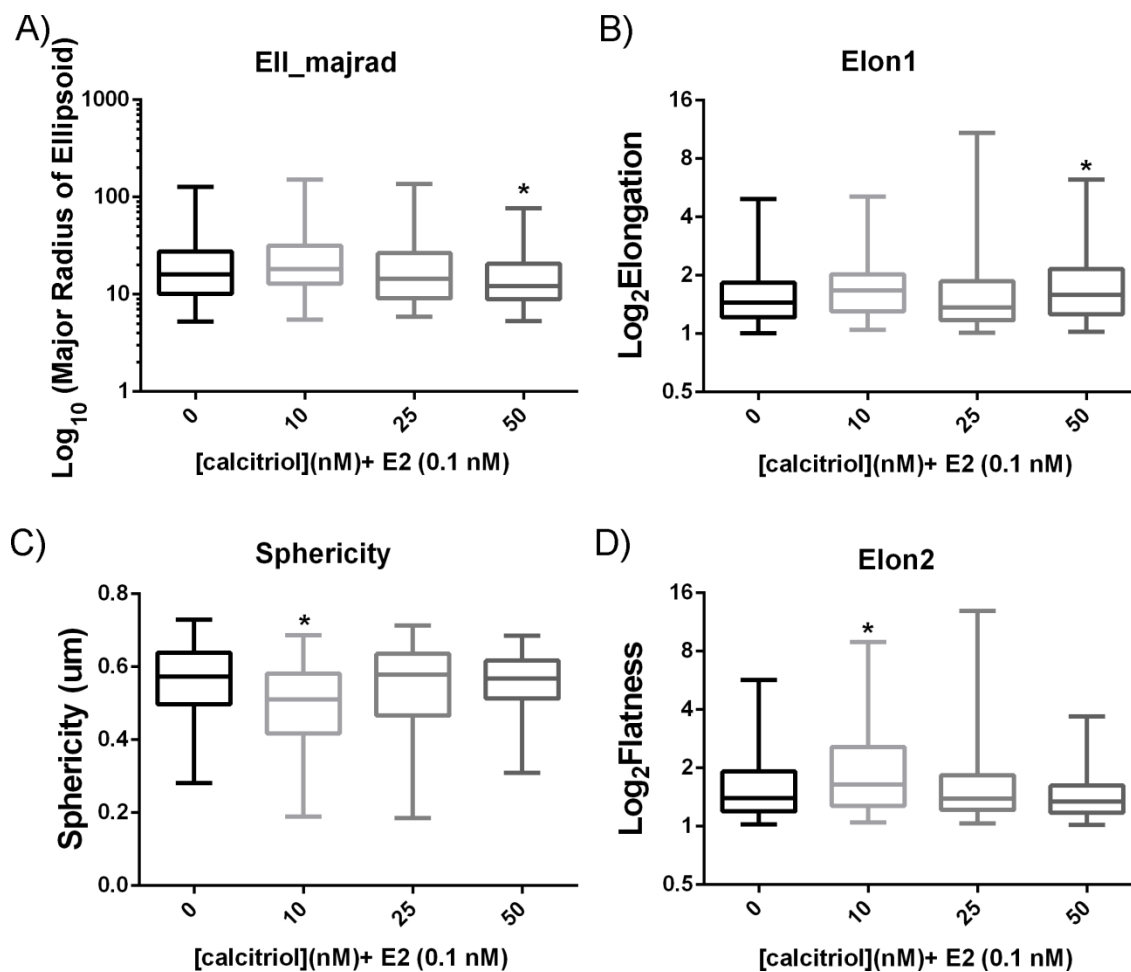 A)
Ell_majrad
Log10 (Major Radius of Ellipsoid)
1000
100
10
1
*
0
10
25
50
[calcitriol](nM)+ E2 (0.1 nM)
B)
Elon1
Log2Elongation
16
8
4
2
1
0.5
*
0
10
25
50
[calcitriol](nM)+ E2 (0.1 nM)
C)
Sphericity
Sphericity (um)
0.8
0.6
0.4
0.2
0.0
*
0
10
25
50
[calcitriol](nM)+ E2 (0.1 nM)
D)
Elon2
Log2Flatness
16
8
4
2
1
0.5
*
0
10
25
50
[calcitriol](nM)+ E2 (0.1 nM)